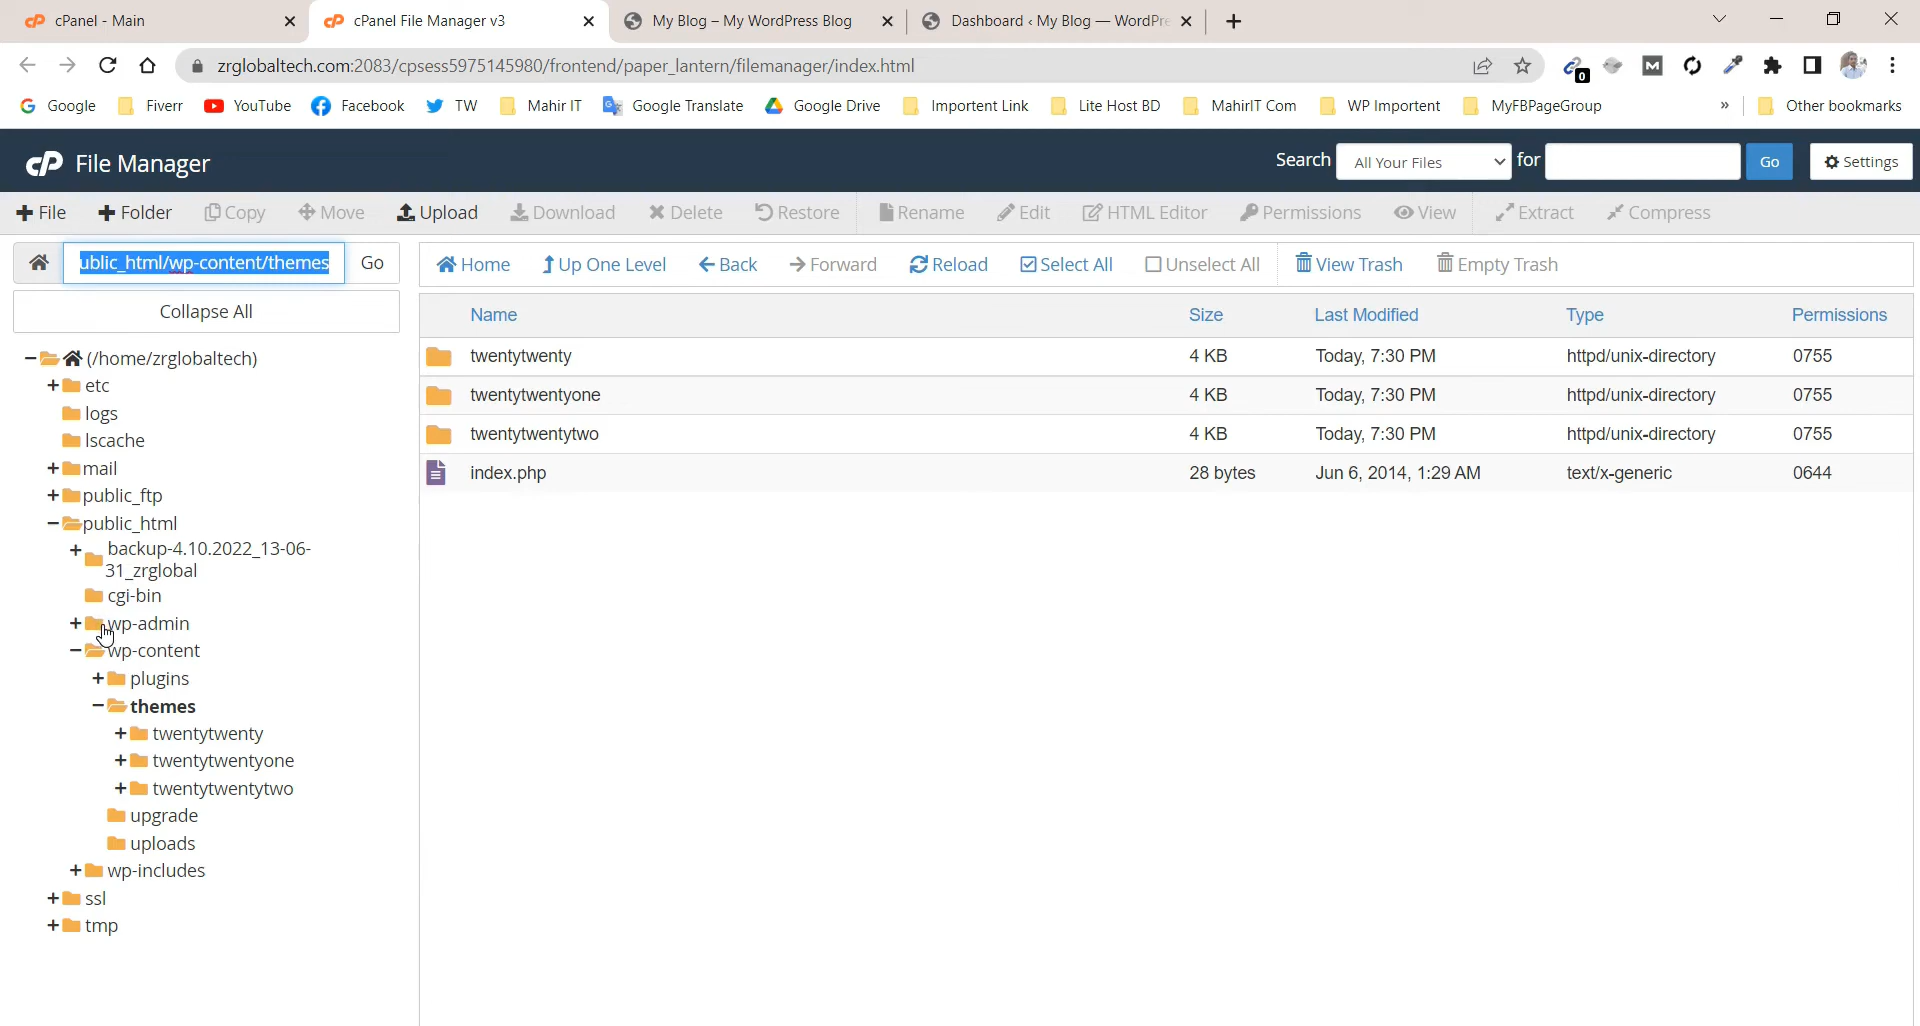 cPanel - Main
cPanel File Manager v3
My Blog – My WordPress Blog
Dashboard ‹ My Blog — WordPre
zrglobaltech.com:2083/cpsess5975145980/frontend/paper_lantern/filemanager/index.html
0
Google
Fiverr
YouTube
Facebook
TW
Mahir IT
Google Translate
Google Drive
Importent Link
Lite Host BD
MahirIT Com
WP Importent
MyFBPageGroup
»
Other bookmarks
cP File Manager
Search
All Your Files
for
Go
Settings
File
Folder
Copy
Move
Upload
Download
Delete
Restore
Rename
Edit
HTML Editor
Permissions
View
Extract
Compress
ublic_html/wp-content/themes
Go
Home
Up One Level
Back
Forward
Reload
Select All
Unselect All
View Trash
Empty Trash
Collapse All
Name Size Last Modified Type Permissions
twentytwenty 4 KB Today, 7:30 PM httpd/unix-directory 0755
twentytwentyone 4 KB Today, 7:30 PM httpd/unix-directory 0755
twentytwentytwo 4 KB Today, 7:30 PM httpd/unix-directory 0755
index.php 28 bytes Jun 6, 2014, 1:29 AM text/x-generic 0644
(/home/zrglobaltech)
etc
logs
lscache
mail
public_ftp
public_html
backup-4.10.2022_13-06-
31_zrglobal
cgi-bin
wp-admin
wp-content
plugins
themes
twentytwenty
twentytwentyone
twentytwentytwo
upgrade
uploads
wp-includes
ssl
tmp